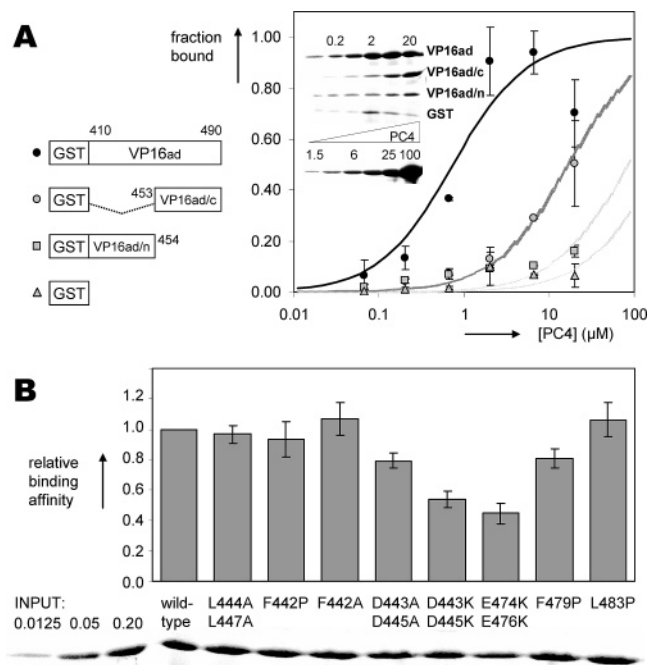 A
fraction
bound
1.00
0.80
0.60
0.40
0.20
0.00
0.01 0.1 1 10 100
[PC4] (µM)
0.2 2 20
VP16ad
VP16ad/c
VP16ad/n
GST
PC4
1.5 6 25 100
410 490
GST VP16ad
453
GST VP16ad/c
GST VP16ad/n 454
GST
B
relative
binding
affinity
1.2
1.0
0.8
0.6
0.4
0.2
0.0
INPUT:
0.0125 0.05 0.20
wild-
type
L444A
L447A
F442P
F442A
D443A
D445A
D443K
D445K
E474K
E476K
F479P
L483P